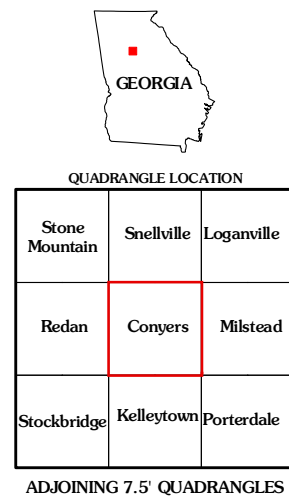 GEORGIA
QUADRANGLE LOCATION
Stone
Mountain
Snellville
Loganville
Redan
Conyers
Milstead
Stockbridge
Kelleytown
Porterdale
ADJOINING 7.5' QUADRANGLES